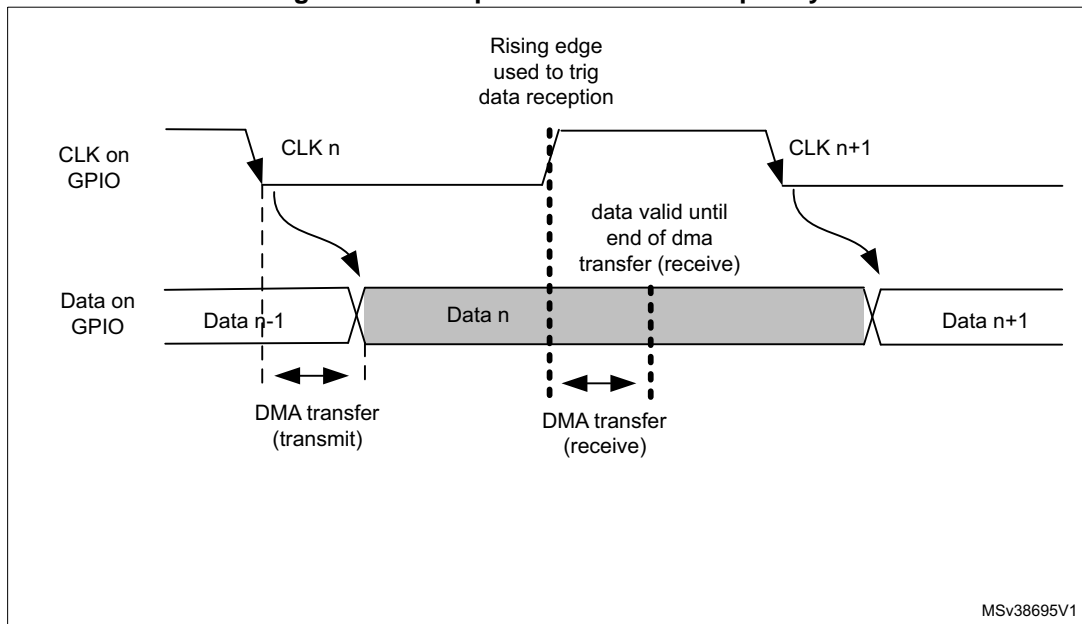 Rising edge
used to trig
data reception
CLK on
GPIO
CLK n
CLK n+1
data valid until
end of dma
transfer (receive)
Data on
GPIO
Data n-1
Data n
Data n+1
DMA transfer
(transmit)
DMA transfer
(receive)
MSv38695V1